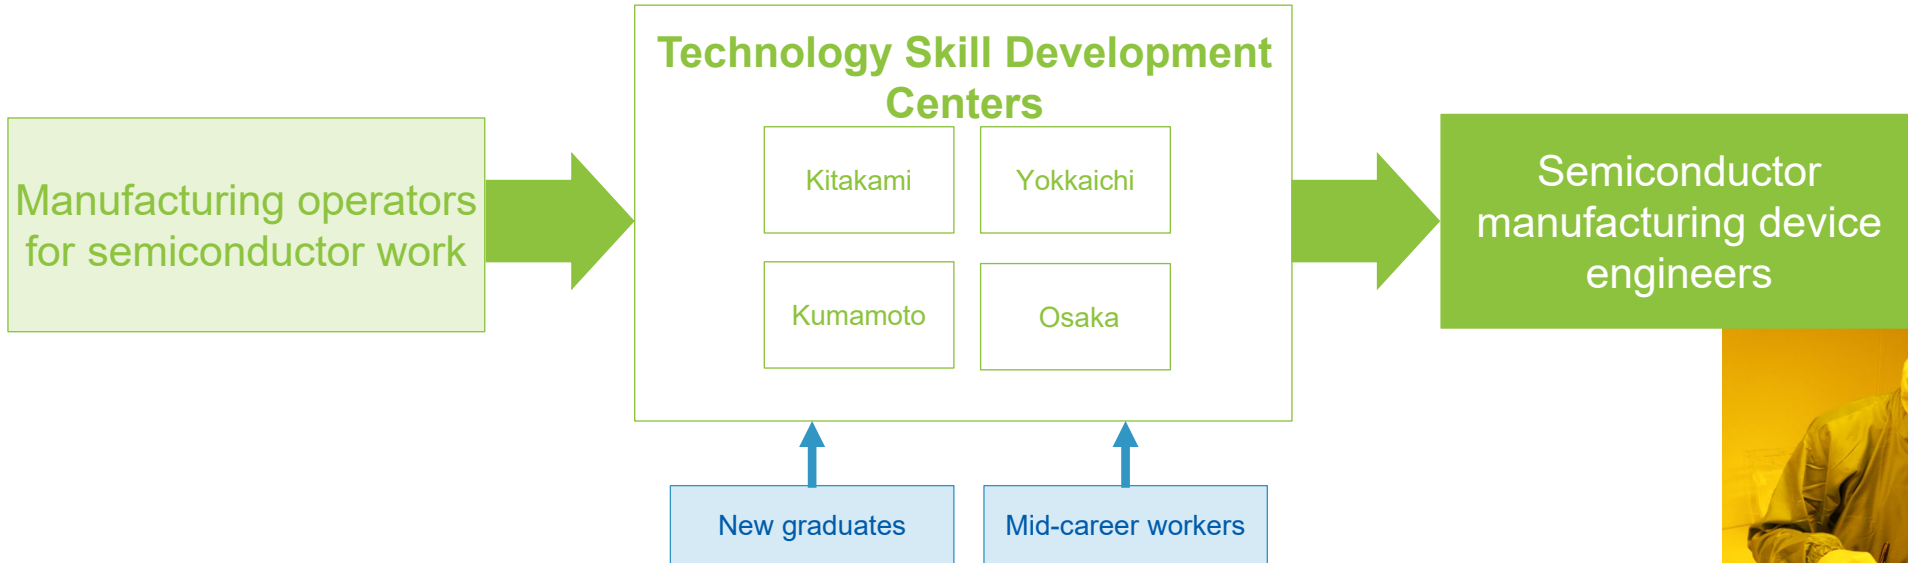 Technology Skill Development
Centers
Manufacturing operators
for semiconductor work
Kitakami
Yokkaichi
Kumamoto
Osaka
Semiconductor
manufacturing device
engineers
New graduates
Mid-career workers